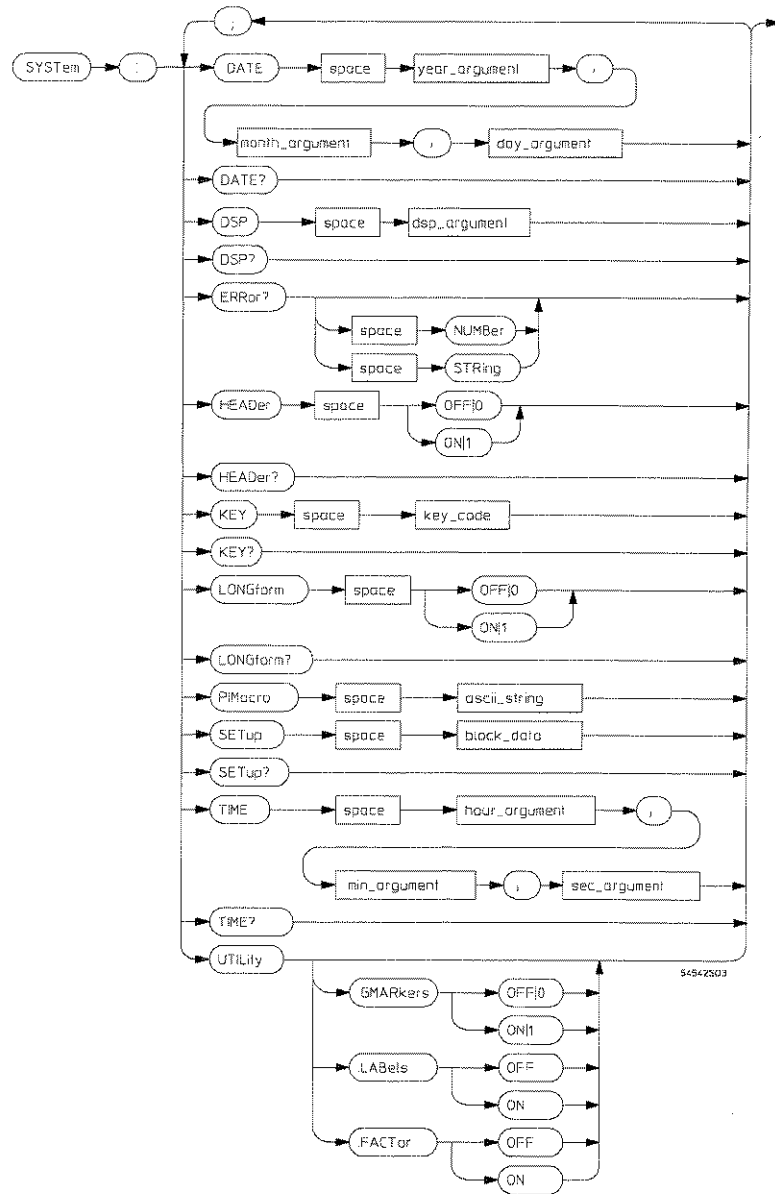 ;
SYSTem : DATE space year_argument ,
month_argument , day_argument
DATE?
DSP space dsp_argument
DSP?
ERRor?
space NUMBer
space STRing
HEADer space OFF|0
ON|1
HEADer?
KEY space key_code
KEY?
LONGform space OFF|0
ON|1
LONGform?
PIMacro space ascii_string
SETup space block_data
SETup?
TIME space hour_argument ,
min_argument , sec_argument
TIME?
UTILity
54542S03
GMARkers OFF|0
ON|1
.LABels OFF
ON
.FACTor OFF
ON